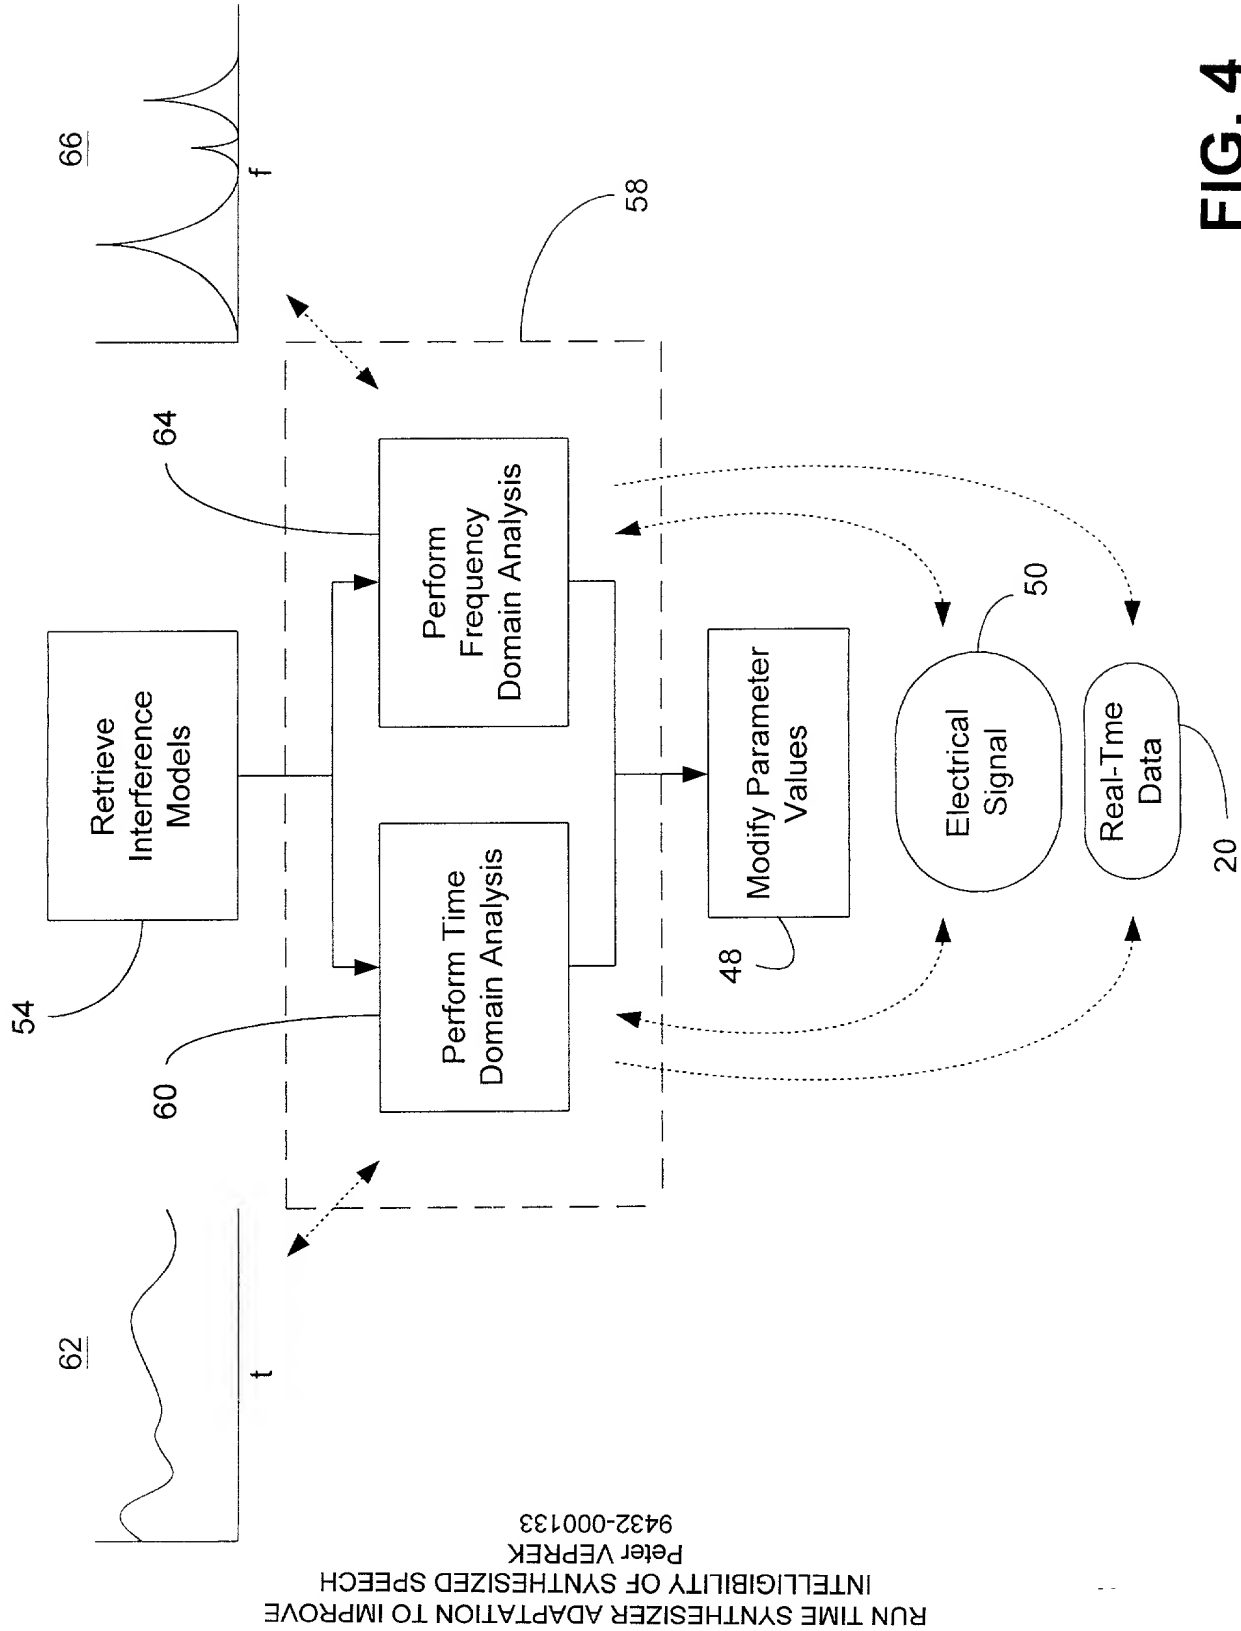 62
66
t
f
54
Retrieve
Interference
Models
60
64
Perform Time
Domain Analysis
Perform
Frequency
Domain Analysis
58
48
Modify Parameter
Values
Electrical
Signal
50
Real-Tme
Data
20
FIG. 4
RUN TIME SYNTHESIZER ADAPTATION TO IMPROVE
INTELLIGIBILITY OF SYNTHESIZED SPEECH
Peter VEPREK
9432-000133